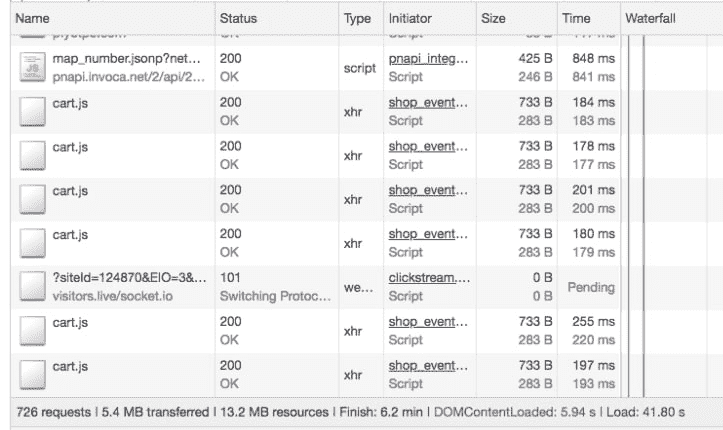 Name Status Type Initiator Size Time Waterfall
map_number.jsonp?net... 200 script pnapi_integ... 425 B 848 ms
pnapi.invoca.net/2/api/2... OK Script 246 B 841 ms
cart.js 200 xhr shop_event... 733 B 184 ms
OK Script 283 B 183 ms
cart.js 200 xhr shop_event... 733 B 178 ms
OK Script 283 B 177 ms
cart.js 200 xhr shop_event... 733 B 201 ms
OK Script 283 B 200 ms
cart.js 200 xhr shop_event... 733 B 180 ms
OK Script 283 B 179 ms
?siteId=124870&EIO=3&... 101 we... clickstream.... 0 B Pending
visitors.live/socket.io Switching Protoc... Script 0 B
cart.js 200 xhr shop_event... 733 B 255 ms
OK Script 283 B 220 ms
cart.js 200 xhr shop_event... 733 B 197 ms
OK Script 283 B 193 ms
726 requests | 5.4 MB transferred | 13.2 MB resources | Finish: 6.2 min | DOMContentLoaded: 5.94 s | Load: 41.80 s